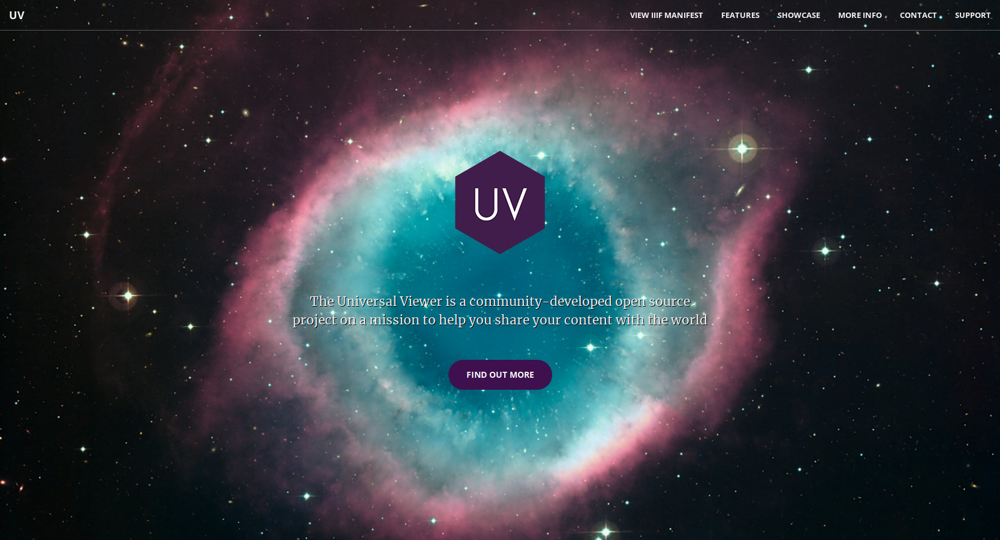 UV
VIEW IIIF MANIFEST
FEATURES
SHOWCASE
MORE INFO
CONTACT
SUPPORT
UV
The Universal Viewer is a community-developed open source
project on a mission to help you share your content with the world
FIND OUT MORE